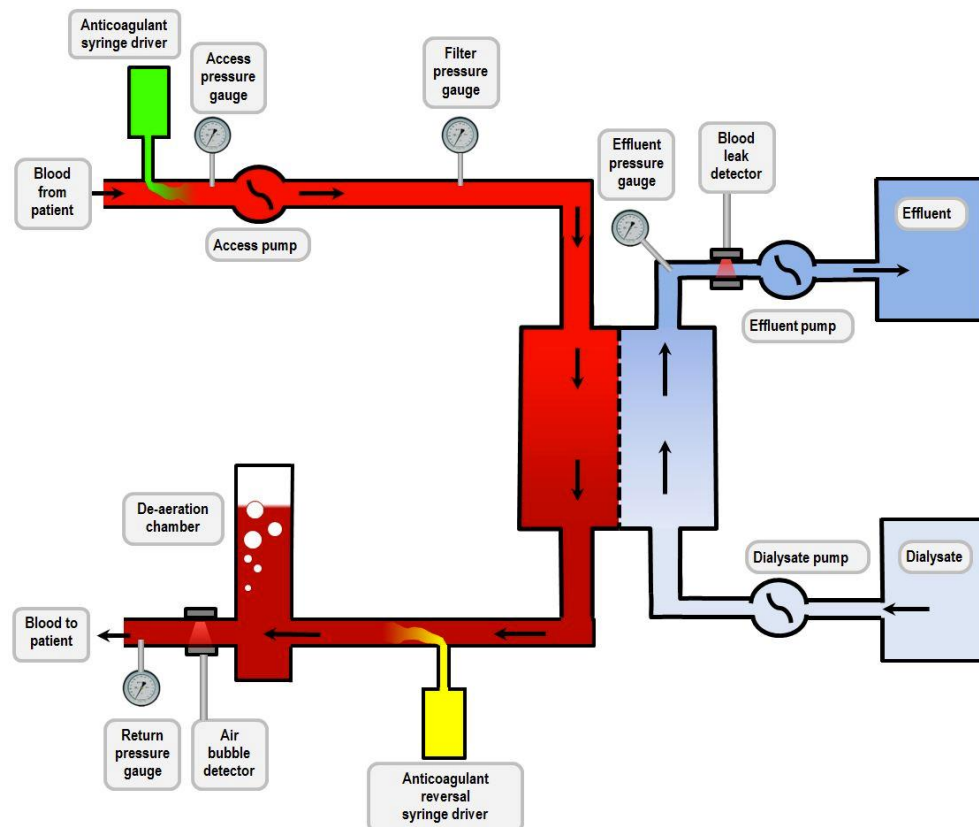 Anticoagulant
syringe driver
Access
pressure
gauge
Filter
pressure
gauge
Effluent
pressure
gauge
Blood
leak
detector
Blood
from
patient
Access pump
Effluent
Effluent pump
De-aeration
chamber
Dialysate pump
Dialysate
Blood to
patient
Return
pressure
gauge
Air
bubble
detector
Anticoagulant
reversal
syringe driver